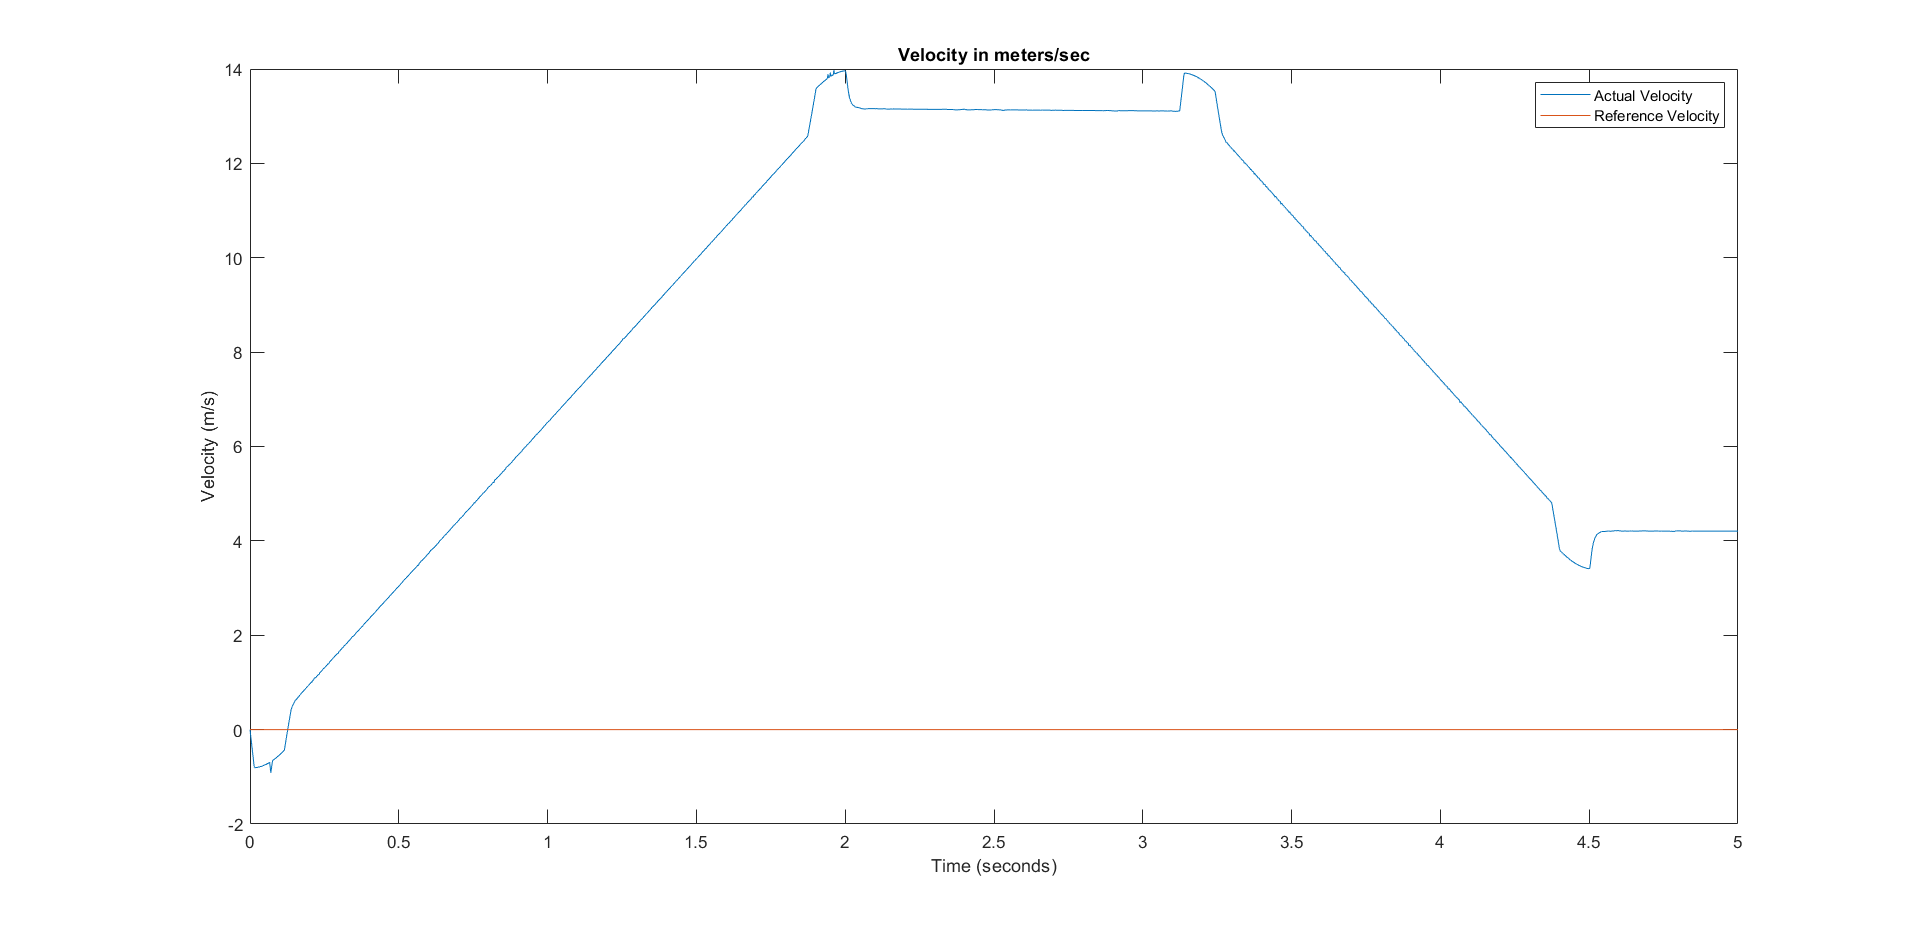 Velocity in meters/sec
Actual Velocity
Reference Velocity
14
12
10
8
6
4
2
0
-2
Velocity (m/s)
0 0.5 1 1.5 2 2.5 3 3.5 4 4.5 5
Time (seconds)